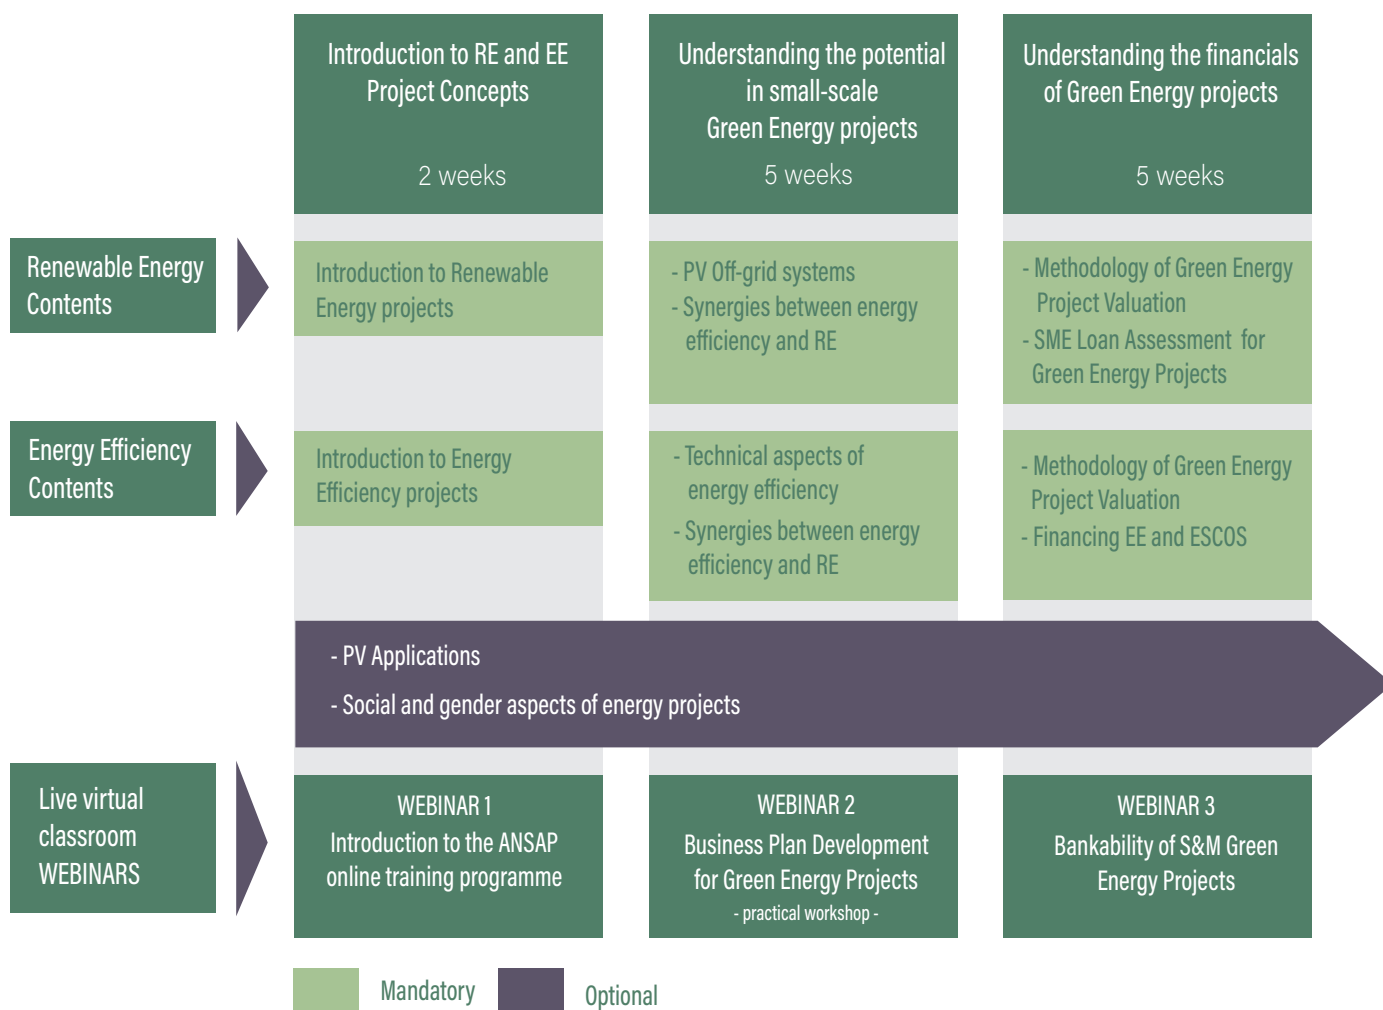 Introduction to RE and EE
Project Concepts
2 weeks
Understanding the potential
in small-scale
Green Energy projects
5 weeks
Understanding the financials
of Green Energy projects
5 weeks
Renewable Energy
Contents
Introduction to Renewable
Energy projects
- PV Off-grid systems
- Synergies between energy
efficiency and RE
- Methodology of Green Energy
Project Valuation
- SME Loan Assessment for
Green Energy Projects
Energy Efficiency
Contents
Introduction to Energy
Efficiency projects
- Technical aspects of
energy efficiency
- Synergies between energy
efficiency and RE
- Methodology of Green Energy
Project Valuation
- Financing EE and ESCOS
- PV Applications
- Social and gender aspects of energy projects
Live virtual
classroom
WEBINARS
WEBINAR 1
Introduction to the ANSAP
online training programme
WEBINAR 2
Business Plan Development
for Green Energy Projects
- practical workshop -
WEBINAR 3
Bankability of S&M Green
Energy Projects
Mandatory
Optional